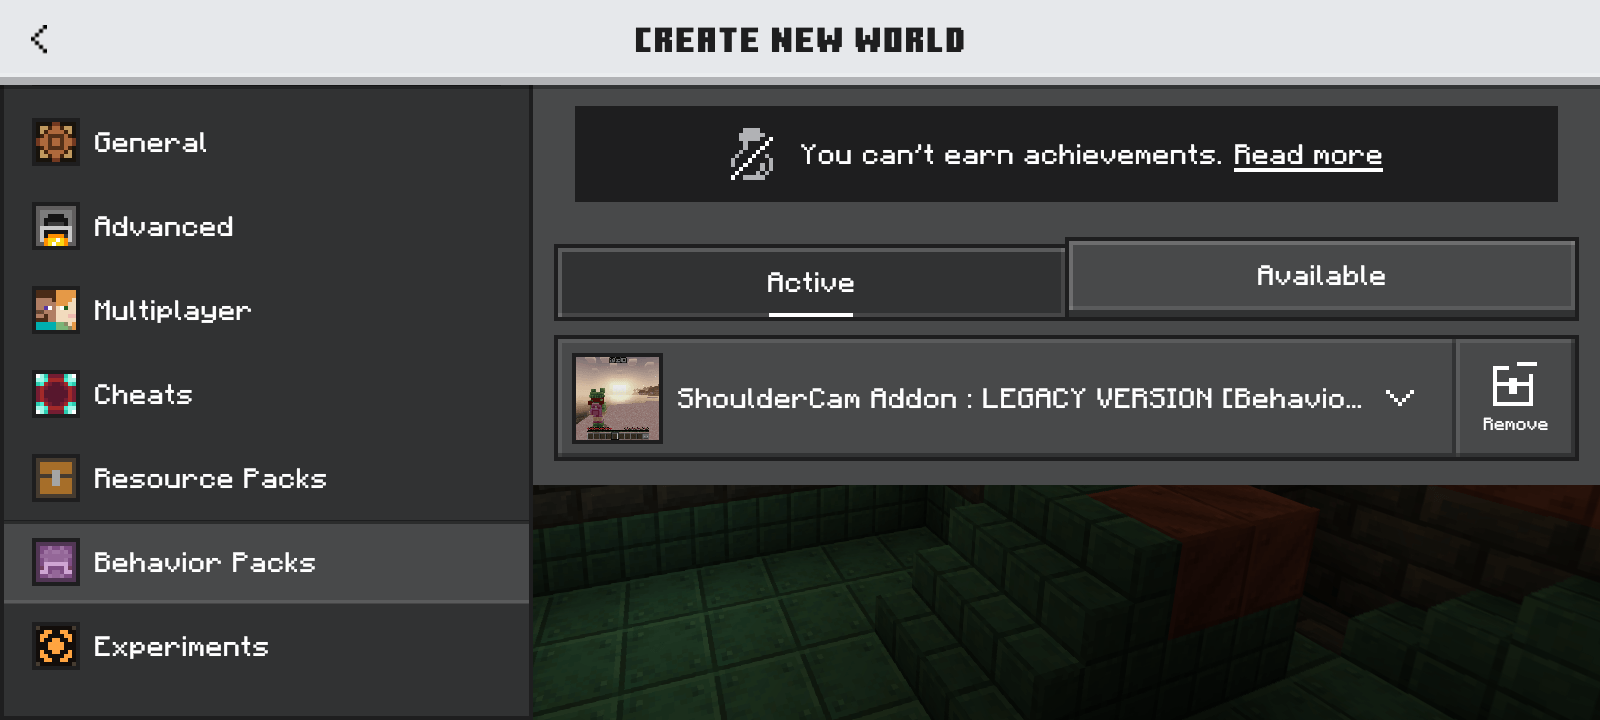 CREATE NEW WORLD
General
Advanced
Multiplayer
Cheats
Resource Packs
Behavior Packs
Experiments
You can't earn achievements. Read more
Active
Available
ShoulderCam Addon : LEGACY VERSION [Behavio...
Remove